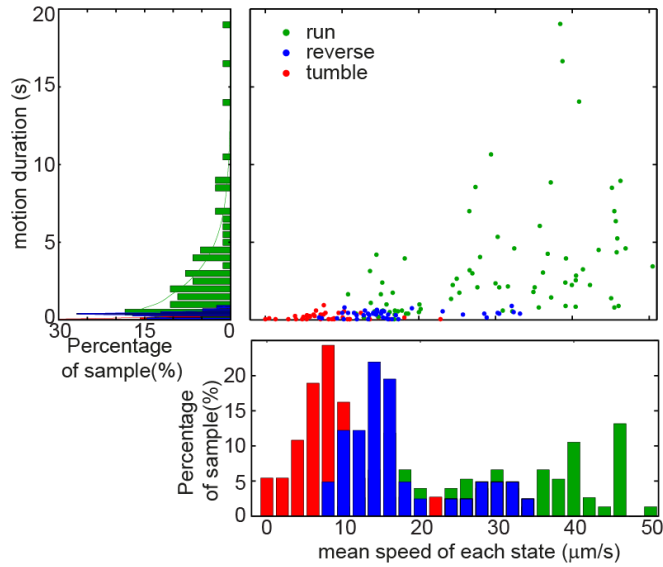 20
15
10
5
0
motion duration (s)
30
15
0
Percentage
of sample(%)
run
reverse
tumble
20
15
10
5
0
Percentage
of sample(%)
0
10
20
30
40
50
mean speed of each state (μm/s)